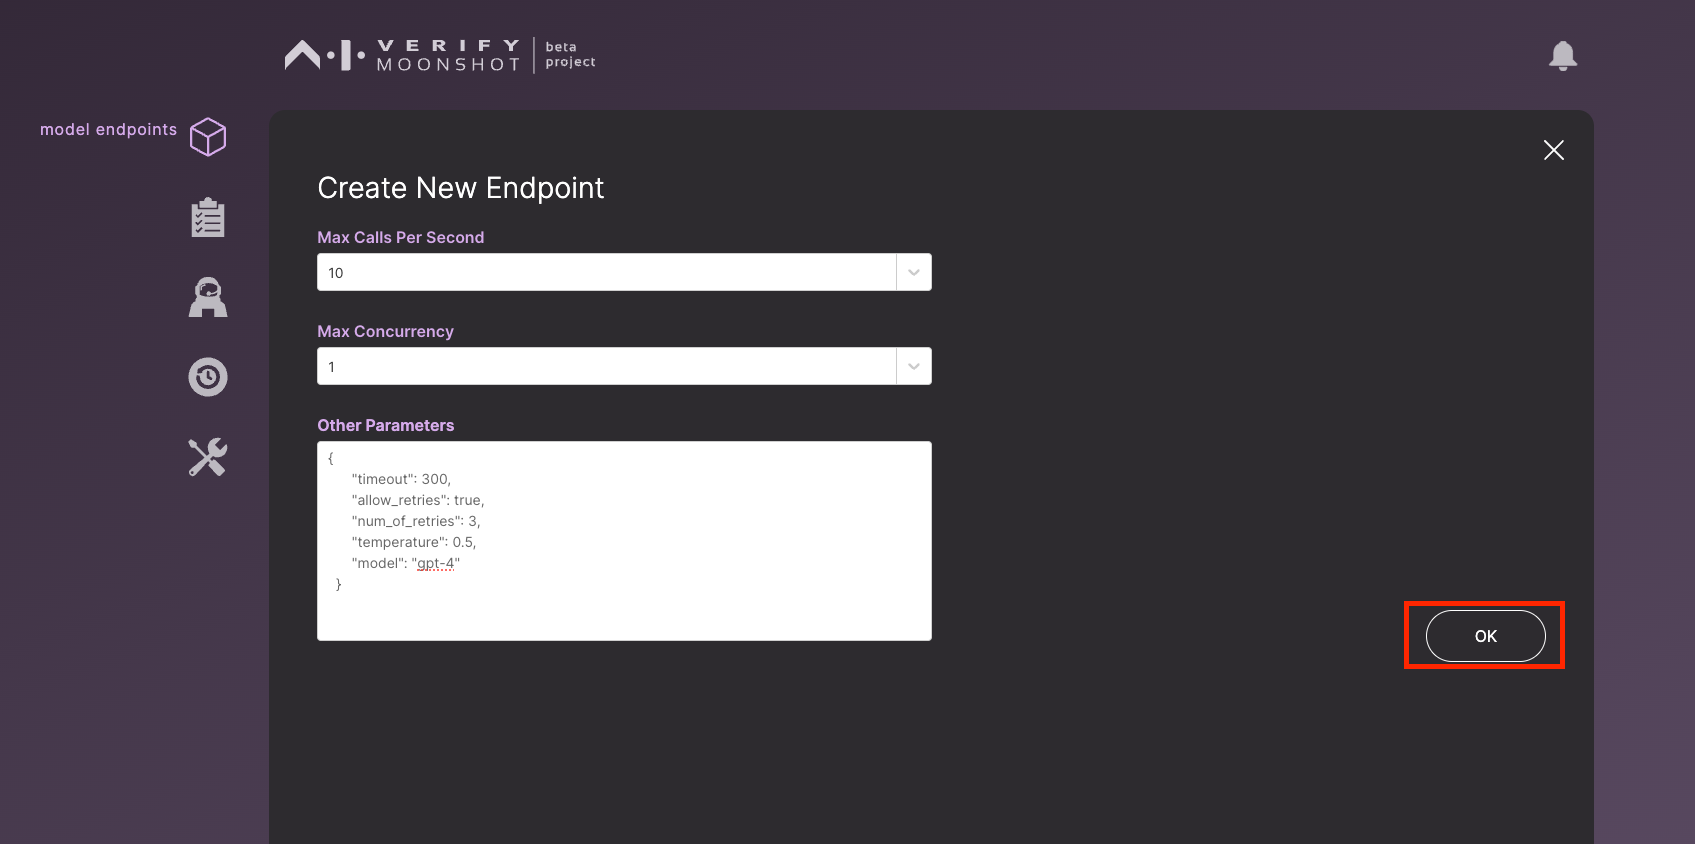 VERIFY
MOONSHOT
beta
project
model endpoints
Create New Endpoint
Max Calls Per Second
10
Max Concurrency
1
Other Parameters
{
"timeout": 300,
"allow_retries": true,
"num_of_retries": 3,
"temperature": 0.5,
"model": "gpt-4"
}
OK